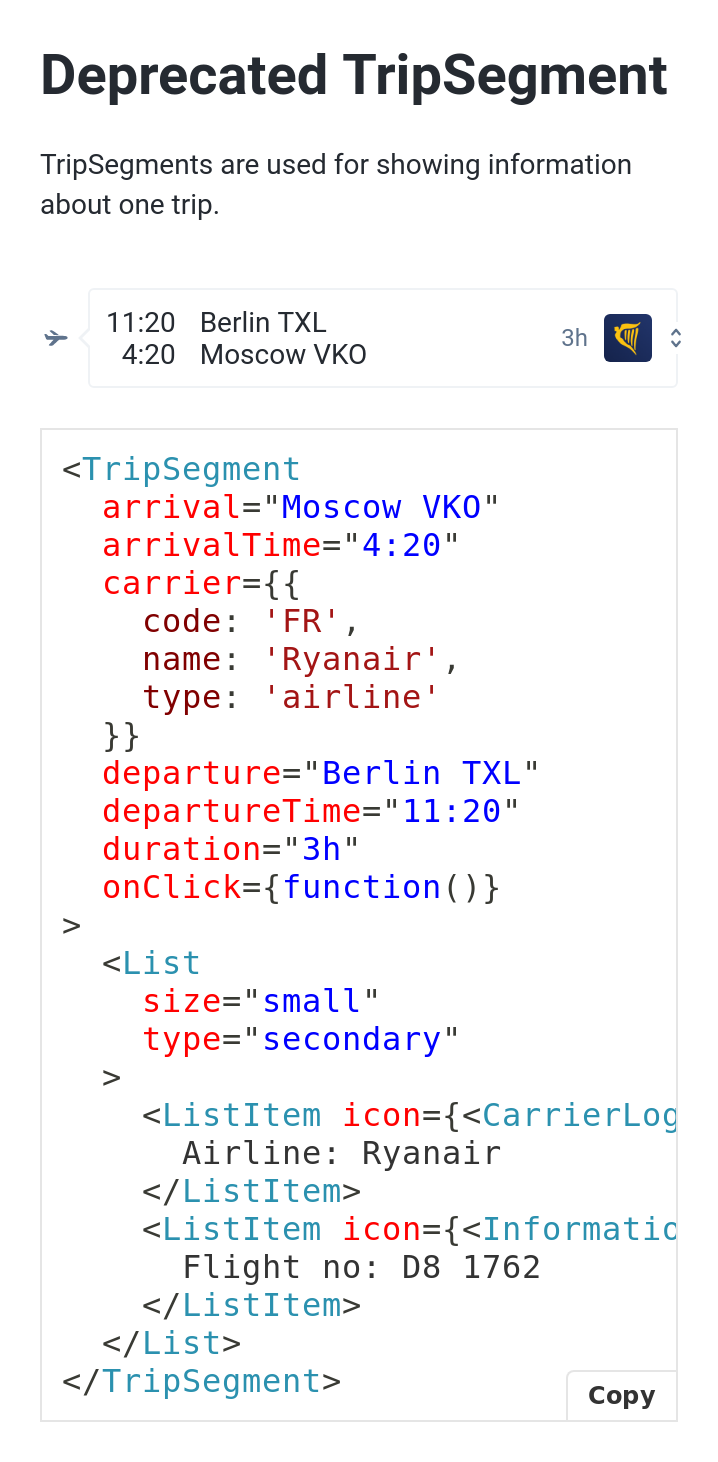 Deprecated TripSegment
TripSegments are used for showing information
about one trip.
11:20 Berlin TXL
4:20 Moscow VKO
3h
<TripSegment
  arrival="Moscow VKO"
  arrivalTime="4:20"
  carrier={{
    code: 'FR',
    name: 'Ryanair',
    type: 'airline'
  }}
  departure="Berlin TXL"
  departureTime="11:20"
  duration="3h"
  onClick={function()}
>
  <List
    size="small"
    type="secondary"
  >
    <ListItem icon={<CarrierLog
      Airline: Ryanair
    </ListItem>
    <ListItem icon={<Informatio
      Flight no: D8 1762
    </ListItem>
  </List>
</TripSegment>
Copy